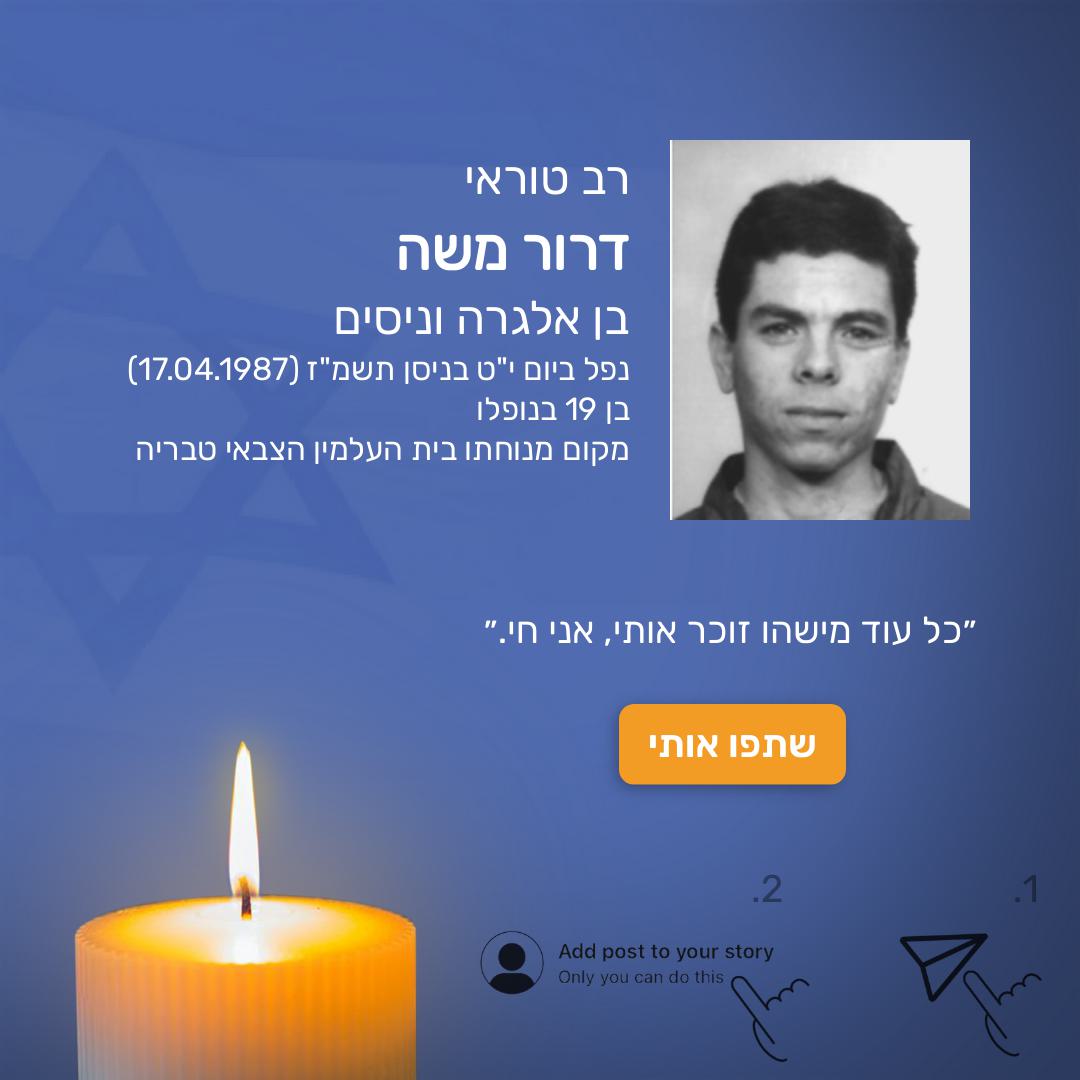 רב טוראי
דרור משה
בן אלגרה וניסים
נפל ביום י"ט בניסן תשמ"ז (17.04.1987)
בן 19 בנופלו
מקום מנוחתו בית העלמין הצבאי טבריה
״כל עוד מישהו זוכר אותי, אני חי.״
שתפו אותי
.1
.2
Add post to your story
Only you can do this